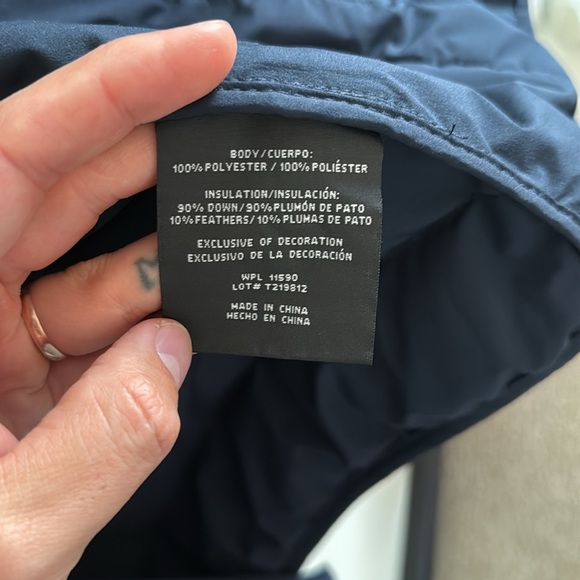 BODY/CUERPO:
100% POLYESTER / 100% POLIÉSTER
INSULATION/INSULACIÓN:
90% DOWN/90% PLUMÓN DE PATO
10% FEATHERS/10% PLUMAS DE PATO
EXCLUSIVE OF DECORATION
EXCLUSIVO DE LA DECORACIÓN
WPL 11590
LOT# T219812
MADE IN CHINA
HECHO EN CHINA